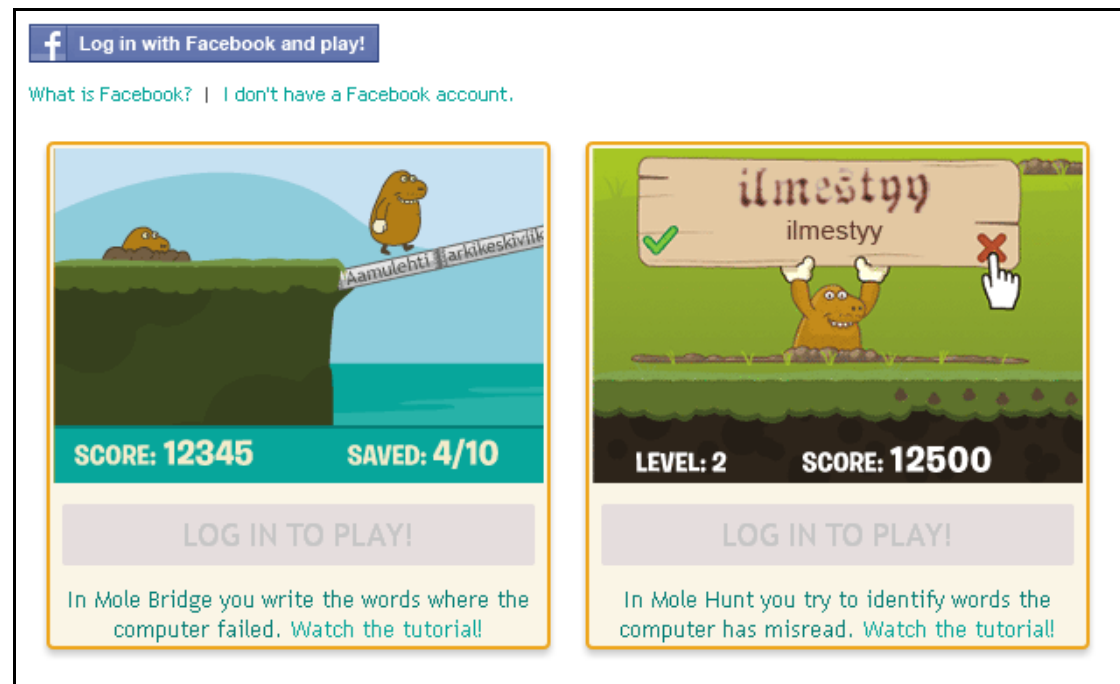 f Log in with Facebook and play!
What is Facebook? | I don't have a Facebook account.
Aamulehti
SCORE: 12345 SAVED: 4/10
LOG IN TO PLAY!
In Mole Bridge you write the words where the
computer failed. Watch the tutorial!
ilmestyy
ilmestyy
LEVEL: 2 SCORE: 12500
LOG IN TO PLAY!
In Mole Hunt you try to identify words the
computer has misread. Watch the tutorial!